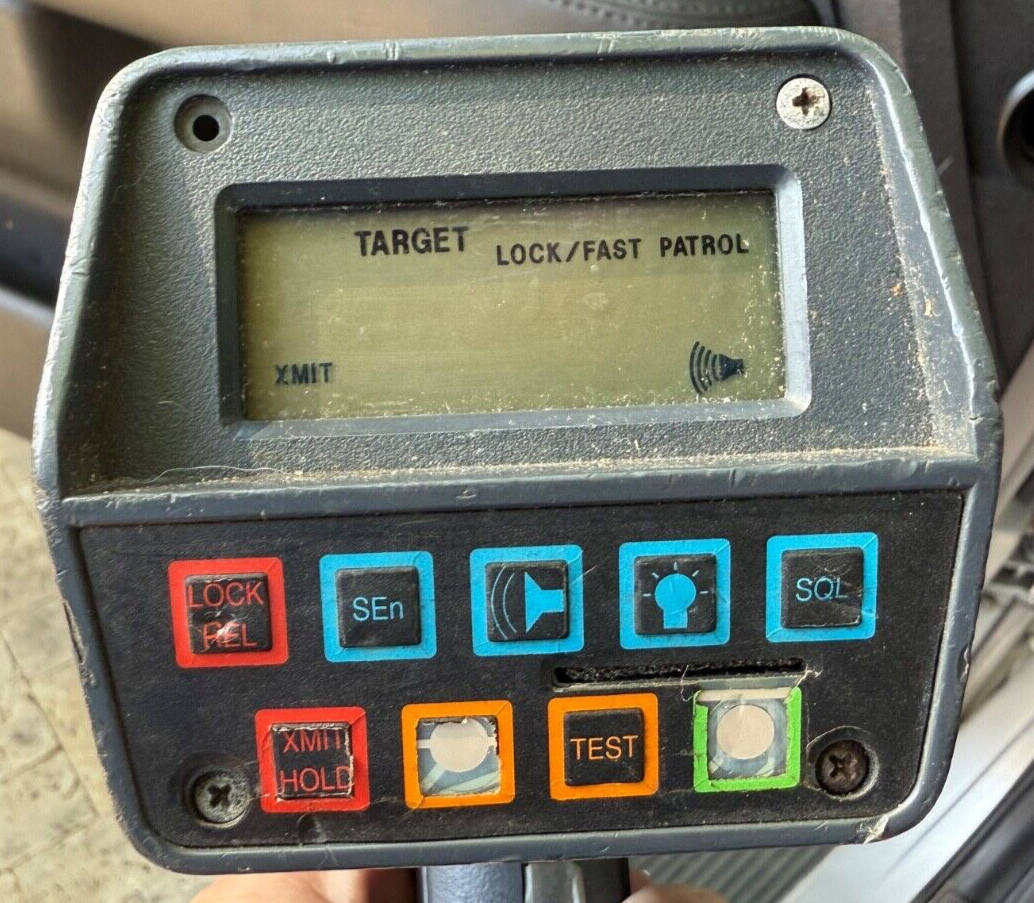 TARGET LOCK/FAST PATROL
XMIT
LOCK REL
SEn
SQL
XMIT HOLD
TEST